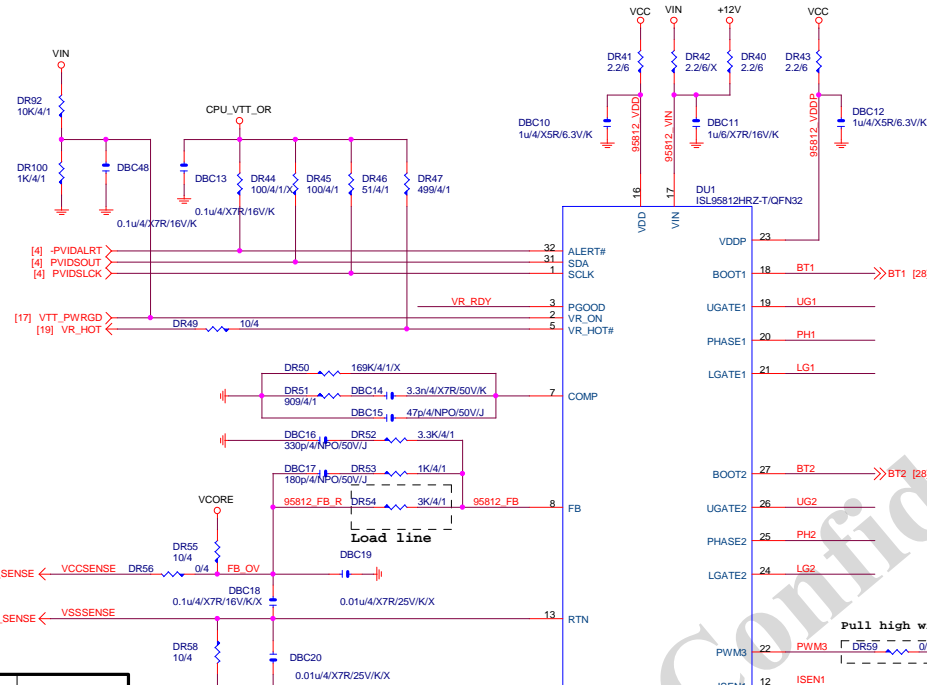 VCC VIN +12V VCC
VIN
DR41 2.2/6
DR42 2.2/6/X
DR40 2.2/6
DR43 2.2/6
DR92 10K/4/1
CPU_VTT_OR
DBC10 1u/4/X5R/6.3V/K
95812_VDD
95812_VIN
DBC11 1u/6/X7R/16V/K
95812_VDDP
DBC12 1u/4/X5R/6.3V/K
DR100 1K/4/1
DBC48 0.1u/4/X7R/16V/K
DBC13 0.1u/4/X7R/16V/K
DR44 100/4/1/X
DR45 100/4/1
DR46 51/4/1
DR47 499/4/1
DU1
ISL95812HRZ-T/QFN32
16 17
VDD VIN
VDDP 23
[4] -PVIDALRT 32 ALERT#
[4] PVIDSOUT 31 SDA
[4] PVIDSLCK 1 SCLK
BOOT1 18 BT1 BT1 [28
VR_RDY 3 PGOOD
UGATE1 19 UG1
[17] VTT_PWRGD 2 VR_ON
[19] VR_HOT DR49 10/4 5 VR_HOT#
PHASE1 20 PH1
LGATE1 21 LG1
DR50 169K/4/1/X
DR51 909/4/1 DBC14 3.3n/4/X7R/50V/K 7 COMP
DBC15 47p/4/NPO/50V/J
DBC16 330p/4/NPO/50V/J DR52 3.3K/4/1
DBC17 180p/4/NPO/50V/J DR53 1K/4/1
BOOT2 27 BT2 BT2 [28
95812_FB_R DR54 3K/4/1 95812_FB 8 FB
UGATE2 26 UG2
VCORE
Load line
PHASE2 25 PH2
DR55 10/4
DBC19 0.01u/4/X7R/25V/K/X
_SENSE VCCSENSE DR56 0/4 FB_OV
LGATE2 24 LG2
DBC18 0.1u/4/X7R/16V/K/X
_SENSE VSSSENSE 13 RTN
DR58 10/4
DBC20 0.01u/4/X7R/25V/K/X
Pull high w
PWM3 22 PWM3 DR59 0/
12 ISEN1
Confid